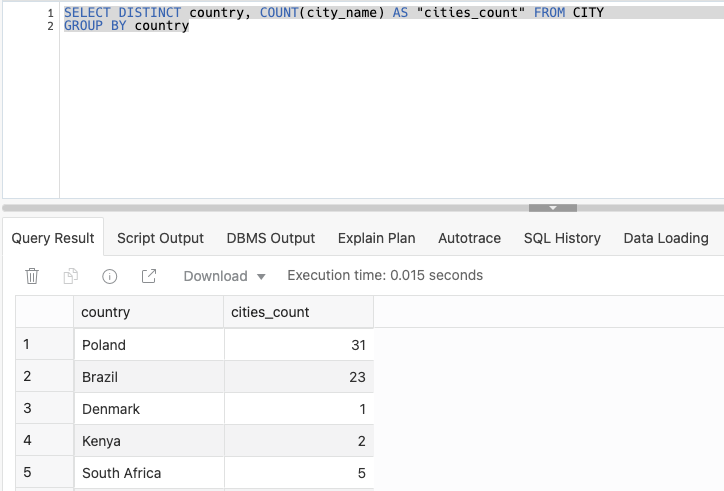 1 SELECT DISTINCT country, COUNT(city_name) AS "cities_count" FROM CITY
2 GROUP BY country
Query Result Script Output DBMS Output Explain Plan Autotrace SQL History Data Loading
Download Execution time: 0.015 seconds
country cities_count
1 Poland 31
2 Brazil 23
3 Denmark 1
4 Kenya 2
5 South Africa 5